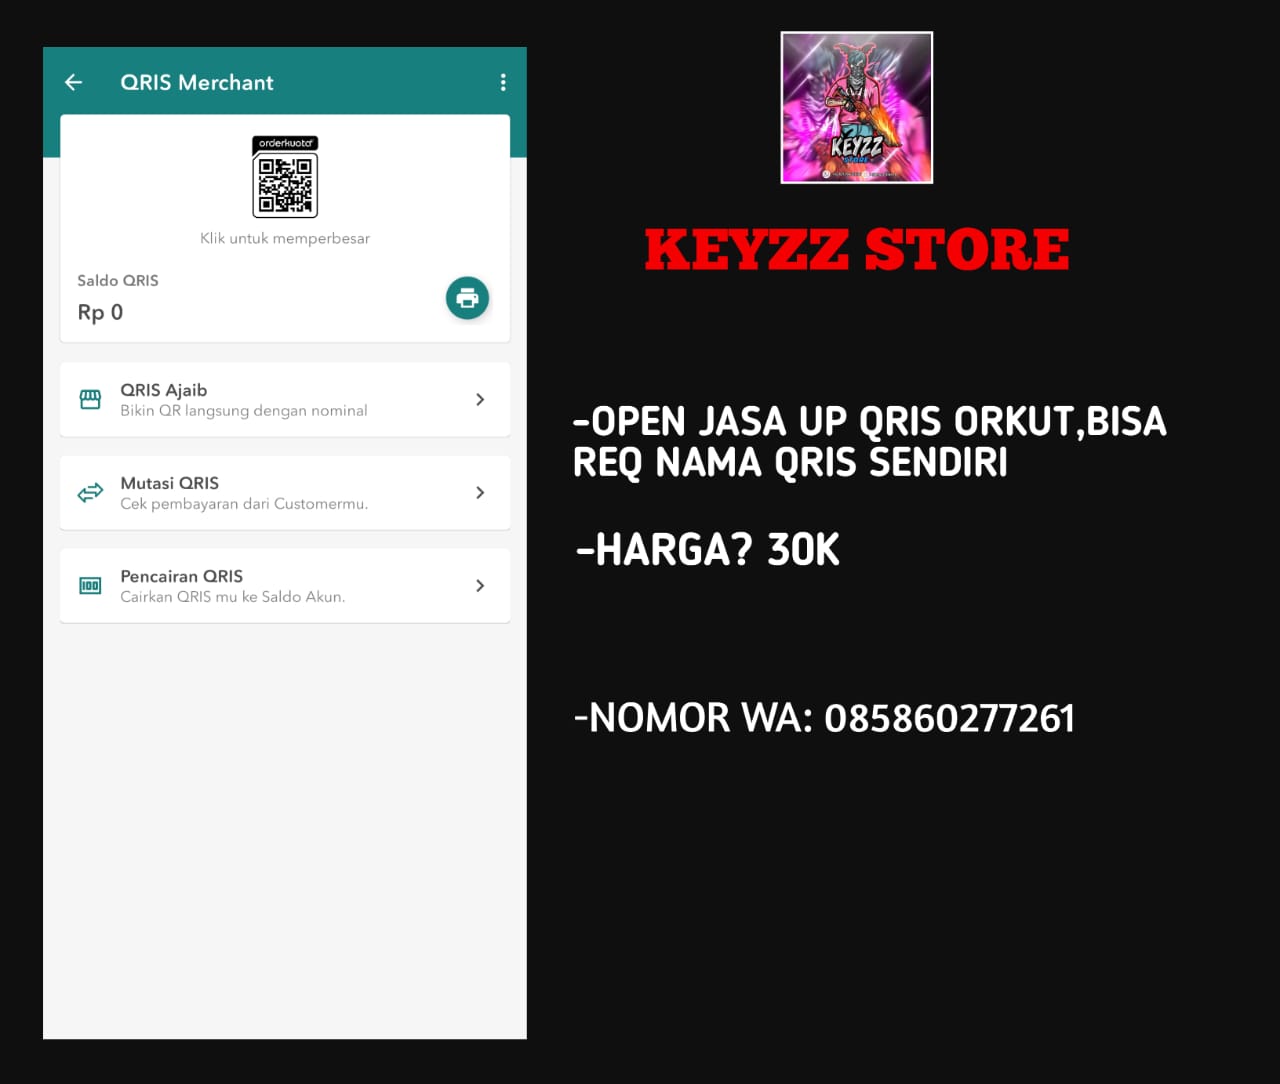 QRIS Merchant
orderkuota
Klik untuk memperbesar
Saldo QRIS
Rp 0
QRIS Ajaib
Bikin QR langsung dengan nominal
Mutasi QRIS
Cek pembayaran dari Customermu.
100
Pencairan QRIS
Cairkan QRIS mu ke Saldo Akun.
KEYZZ
STORE
KEYZZ STORE
-OPEN JASA UP QRIS ORKUT,BISA
REQ NAMA QRIS SENDIRI
-HARGA? 30K
-NOMOR WA: 085860277261